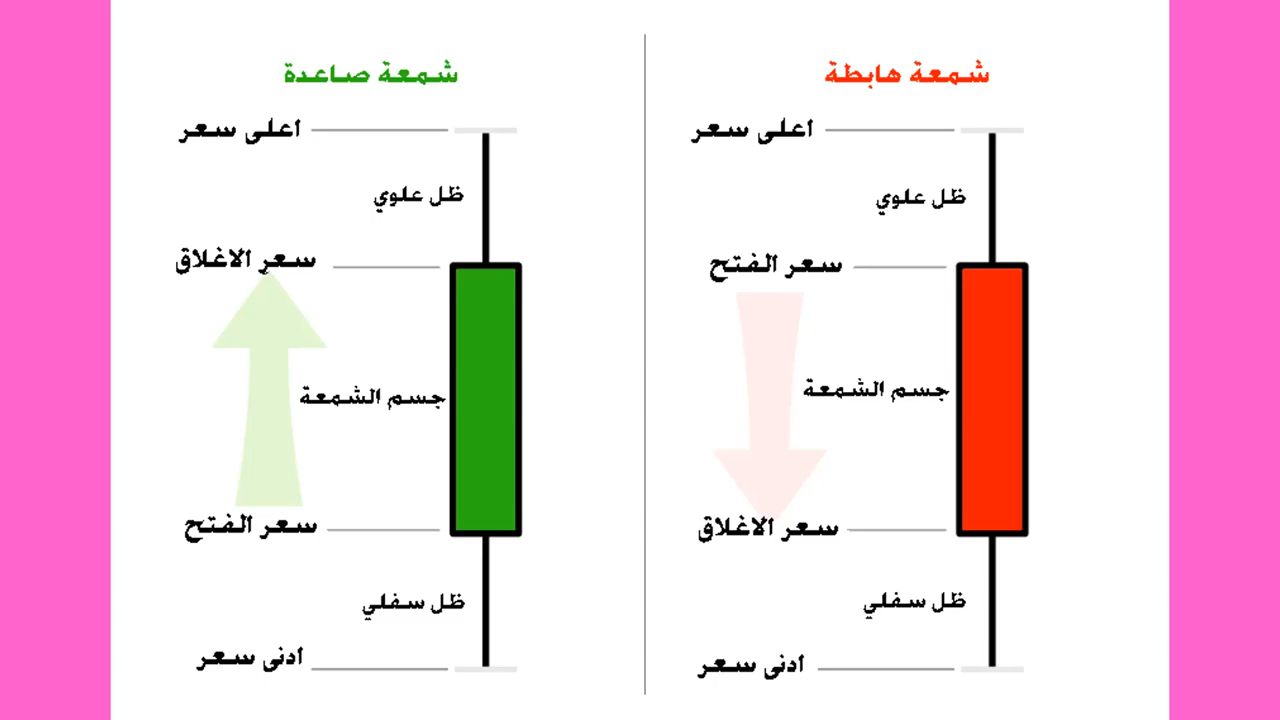 شمعة هابطة
اعلى سعر
ظل علوي
سعر الفتح
جسم الشمعة
سعر الاغلاق
ظل سفلي
ادنى سعر
شمعة صاعدة
اعلى سعر
ظل علوي
سعر الاغلاق
جسم الشمعة
سعر الفتح
ظل سفلي
ادنى سعر